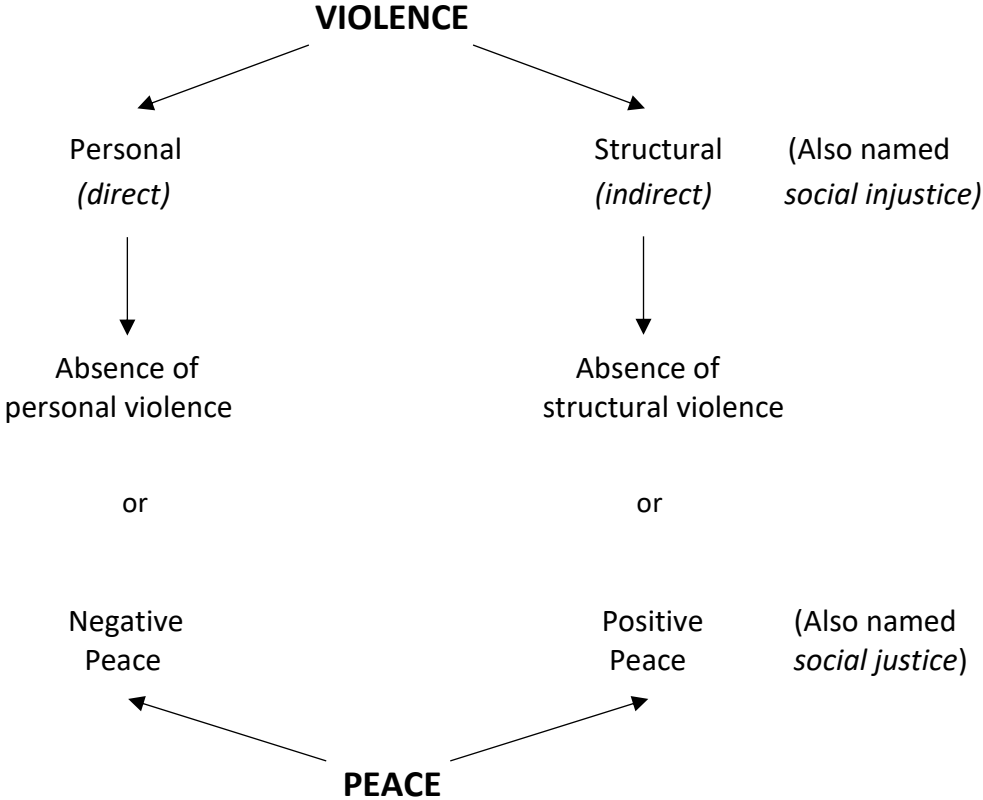 VIOLENCE
Personal
(direct)
Structural
(indirect)
(Also named
social injustice)
Absence of
personal violence
Absence of
structural violence
or
or
Negative
Peace
Positive
Peace
(Also named
social justice)
PEACE